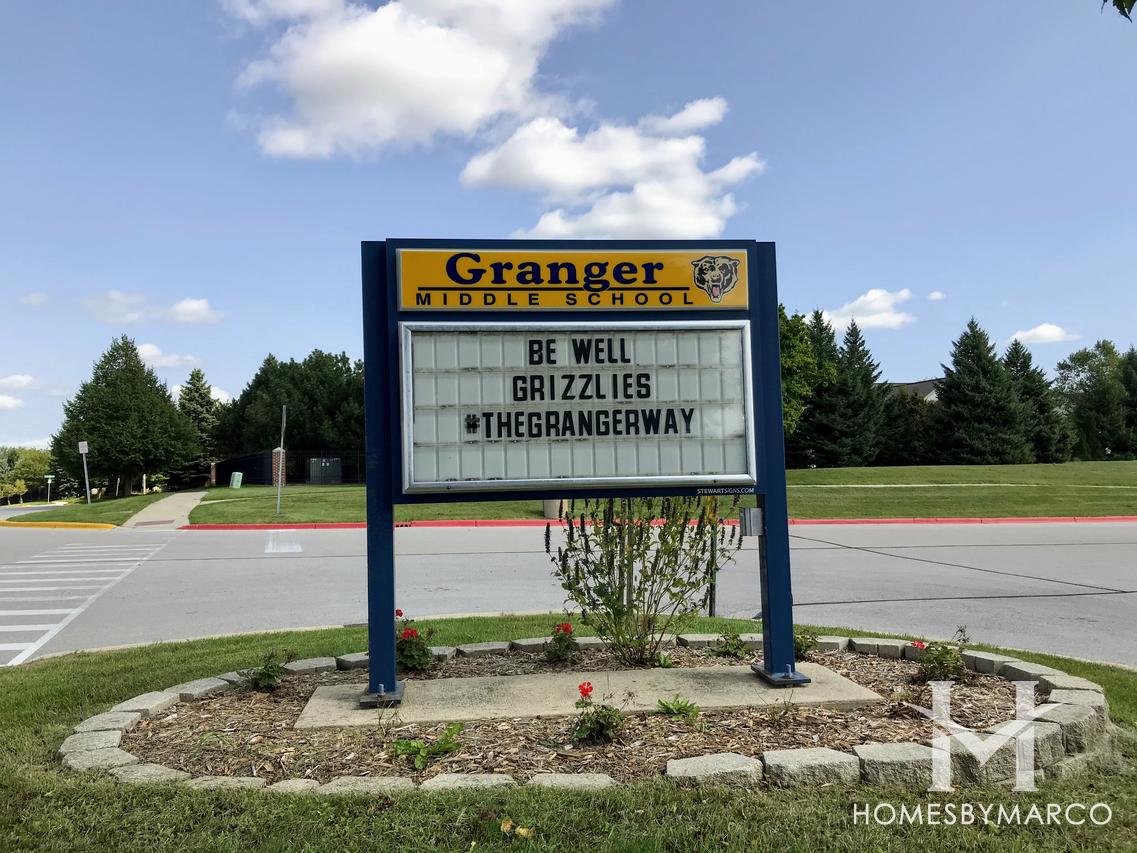 Granger
MIDDLE SCHOOL
BE WELL
GRIZZLIES
#THEGRANGERWAY
STEWARTSIGNS.COM
HOMESBYMARCO